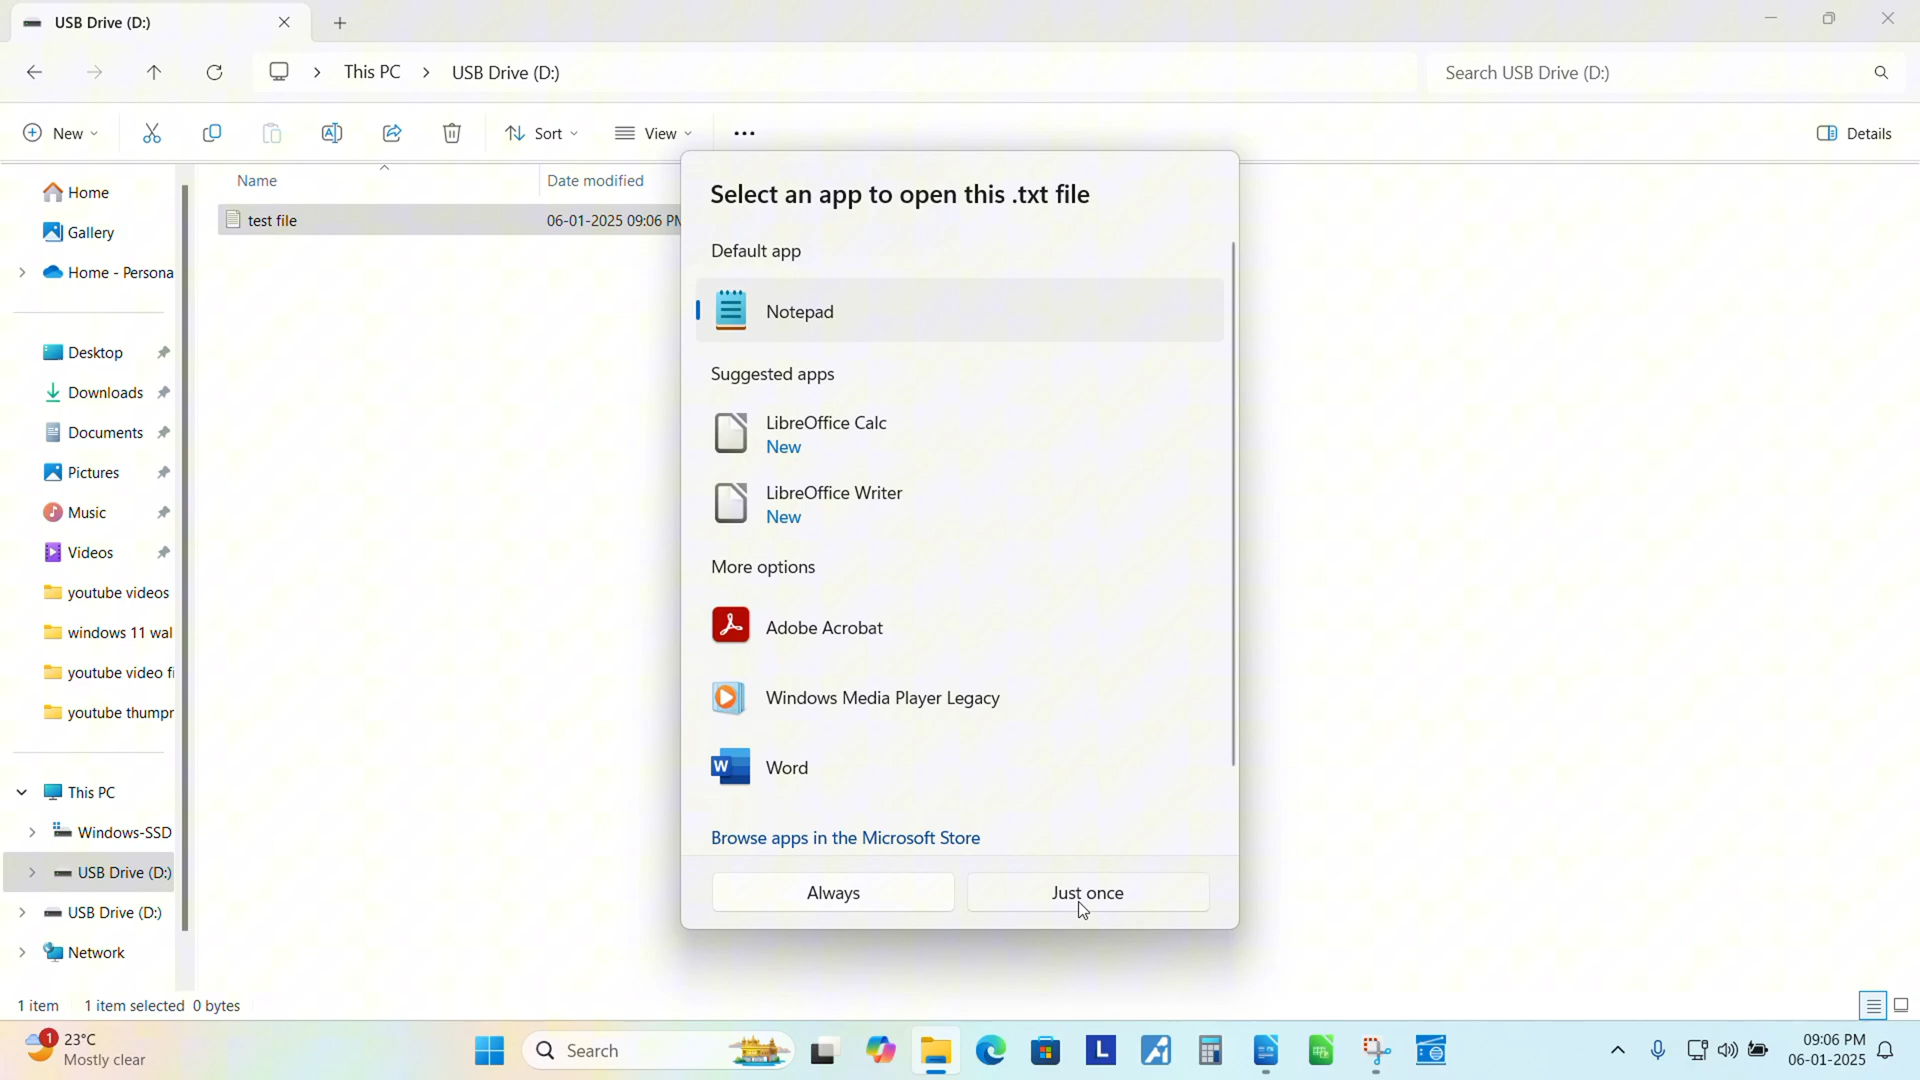 USB Drive (D:)
This PC
USB Drive (D:)
Search USB Drive (D:)
New
Sort
View
Details
Name
Date modified
test file
06-01-2025 09:06 PM
Home
Gallery
Home - Persona
Desktop
Downloads
Documents
Pictures
Music
Videos
youtube videos
windows 11 wal
youtube video fi
youtube thumpr
This PC
Windows-SSD
USB Drive (D:)
USB Drive (D:)
Network
Select an app to open this .txt file
Default app
Notepad
Suggested apps
LibreOffice Calc
New
LibreOffice Writer
New
More options
Adobe Acrobat
Windows Media Player Legacy
W
Word
Browse apps in the Microsoft Store
Always
Just once
1 item
1 item selected 0 bytes
1
23°C
Mostly clear
Search
L
09:06 PM
06-01-2025